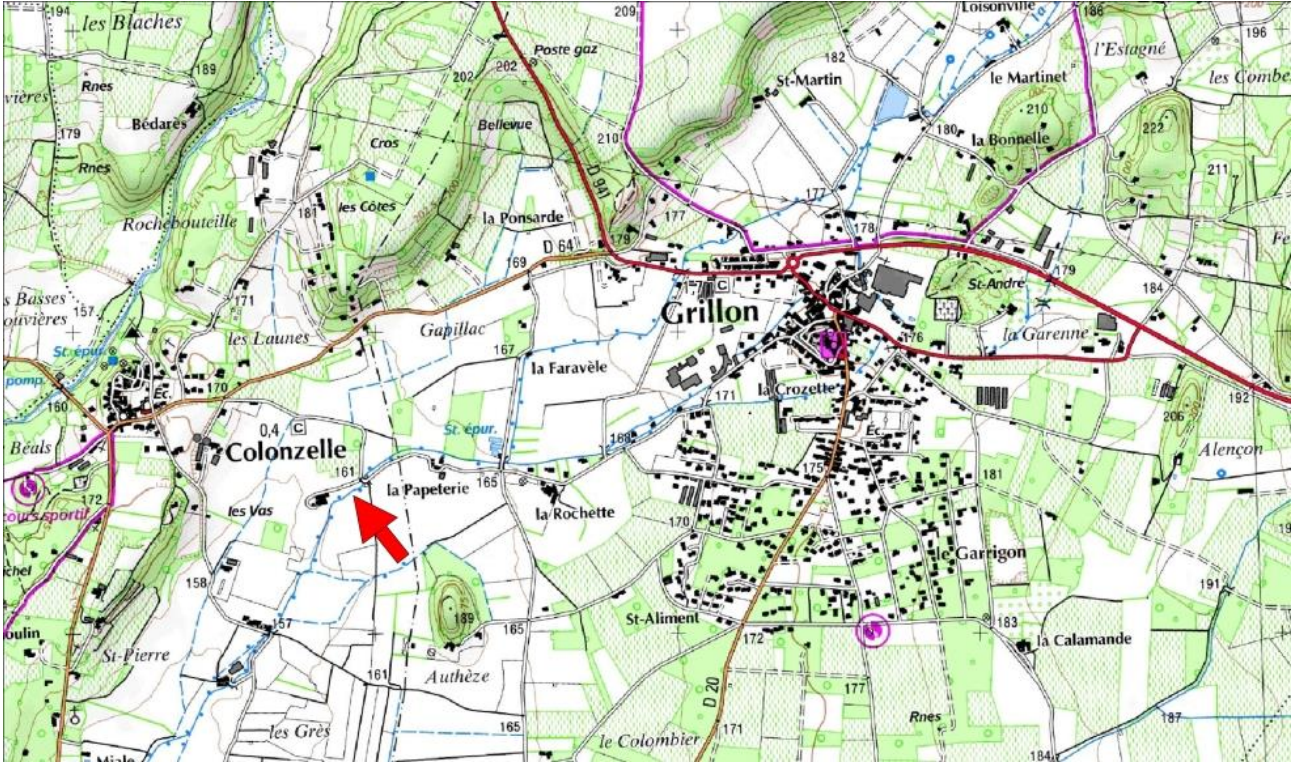 194
les Blaches
209
Loisonville
186
196
l'Estagné
Poste gaz
202
202
182
St-Martin
le Martinet
les Combe
189
Rnes
vières
Bédarès
Bellevue
210
210
222
179
180
la Bonnelle
Cros
D 941
211
Rnes
les Côtes
177
Rochebouteille
181
la Ponsarde
177
178
D 64
179
169
179
St-André
184
s Basses
ouvières
157
171
Gapillac
Grillon
la Garenne
les Launes
St. épur.
167
176
pomp.
170
la Faravèle
la Crozette
192
160
Éc.
171
206
Béals
0,4
C
Colonzelle
St. épur.
168
Éc.
Alençon
161
175
181
172
la Papeterie
165
cours sportif
les Vas
la Rochette
170
le Garrigon
158
191
189
St-Aliment
183
157
165
172
la Calamande
oulin
St-Pierre
Authèze
161
D 20
177
Rnes
165
171
187
les Grès
le Colombier
184
Miale